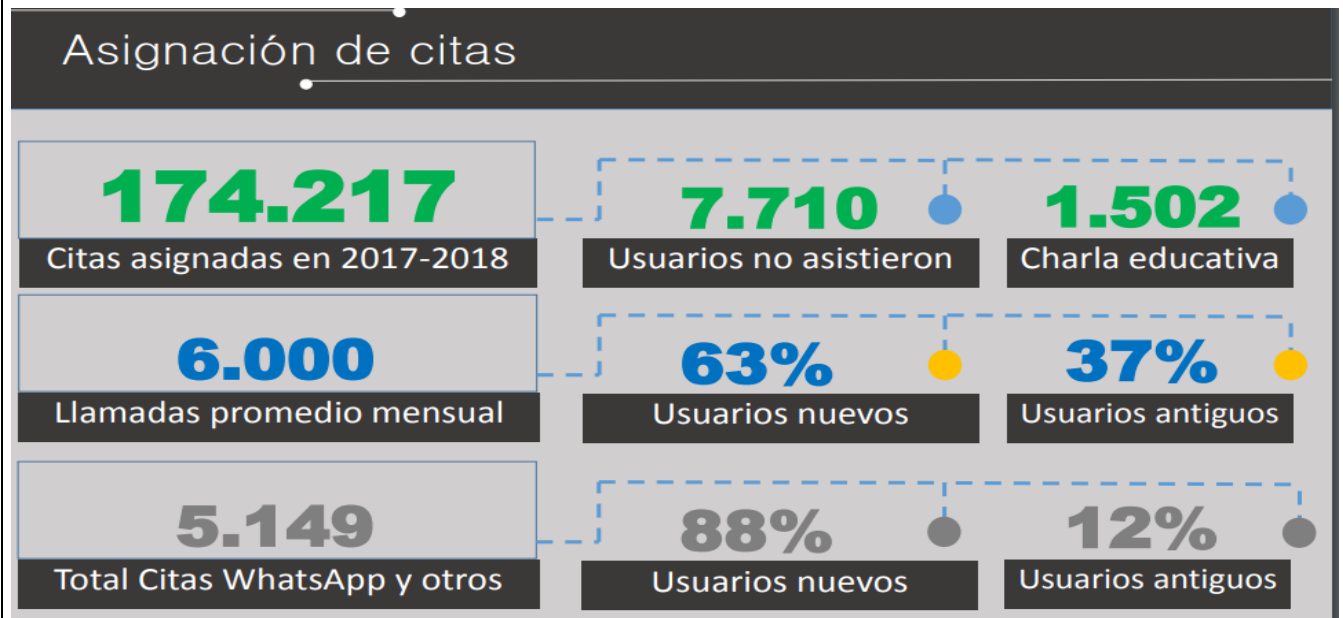 Asignación de citas
174.217
7.710
1.502
Citas asignadas en 2017-2018
Usuarios no asistieron
Charla educativa
6.000
63%
37%
Llamadas promedio mensual
Usuarios nuevos
Usuarios antiguos
5.149
88%
12%
Total Citas WhatsApp y otros
Usuarios nuevos
Usuarios antiguos